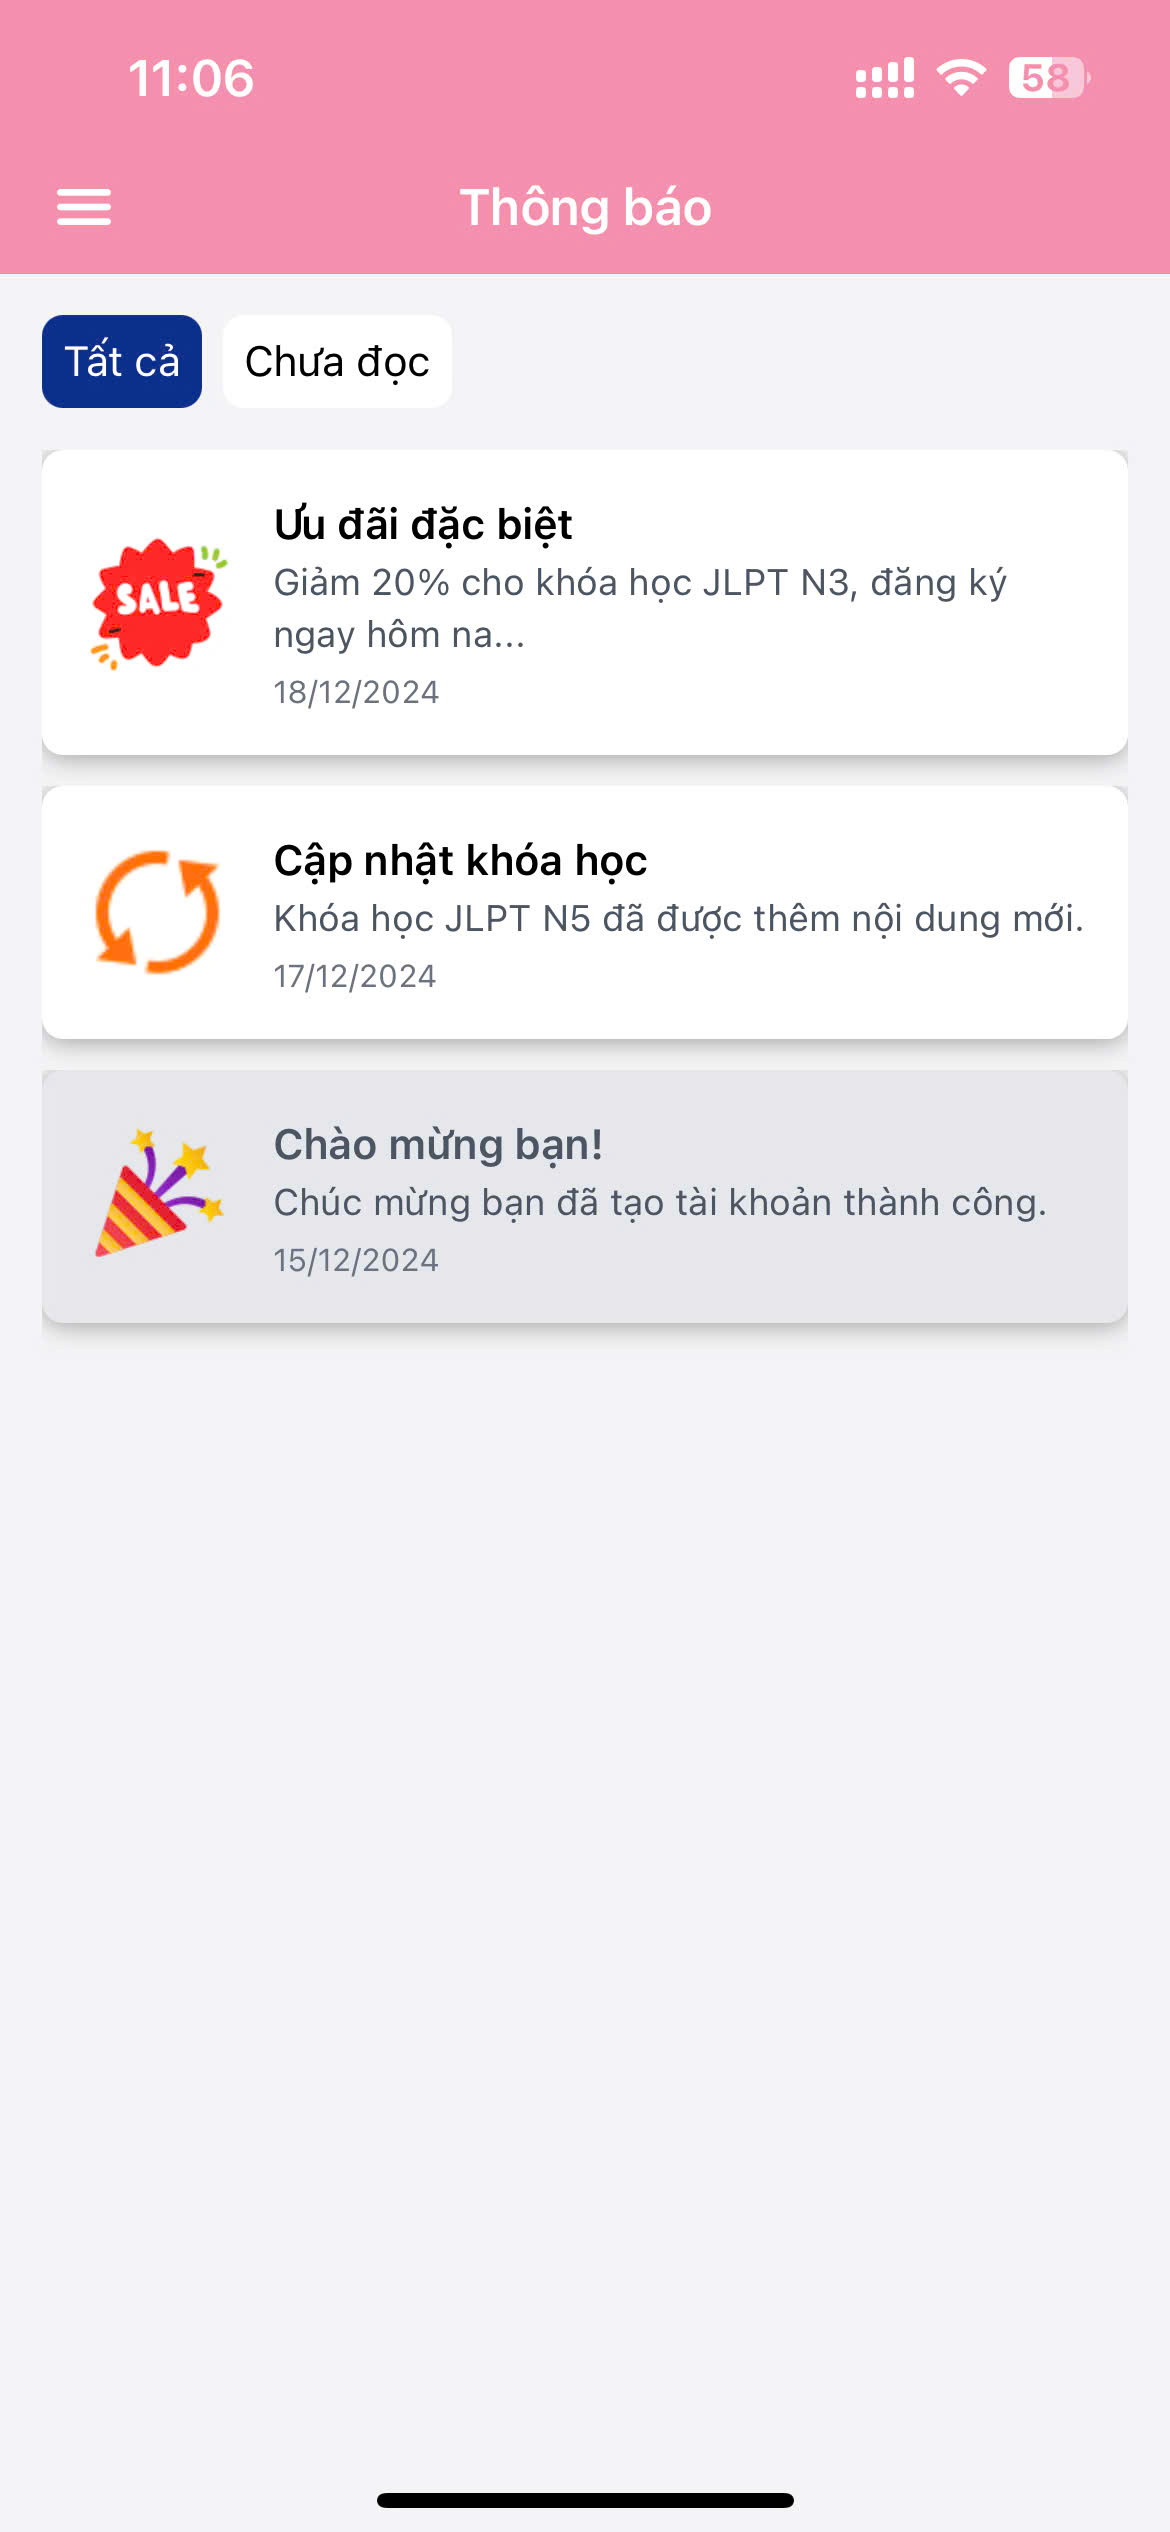 11:06
58
Thông báo
Tất cả
Chưa đọc
Ưu đãi đặc biệt
SALE
Giảm 20% cho khóa học JLPT N3, đăng ký
ngay hôm na...
18/12/2024
Cập nhật khóa học
Khóa học JLPT N5 đã được thêm nội dung mới.
17/12/2024
Chào mừng bạn!
Chúc mừng bạn đã tạo tài khoản thành công.
15/12/2024